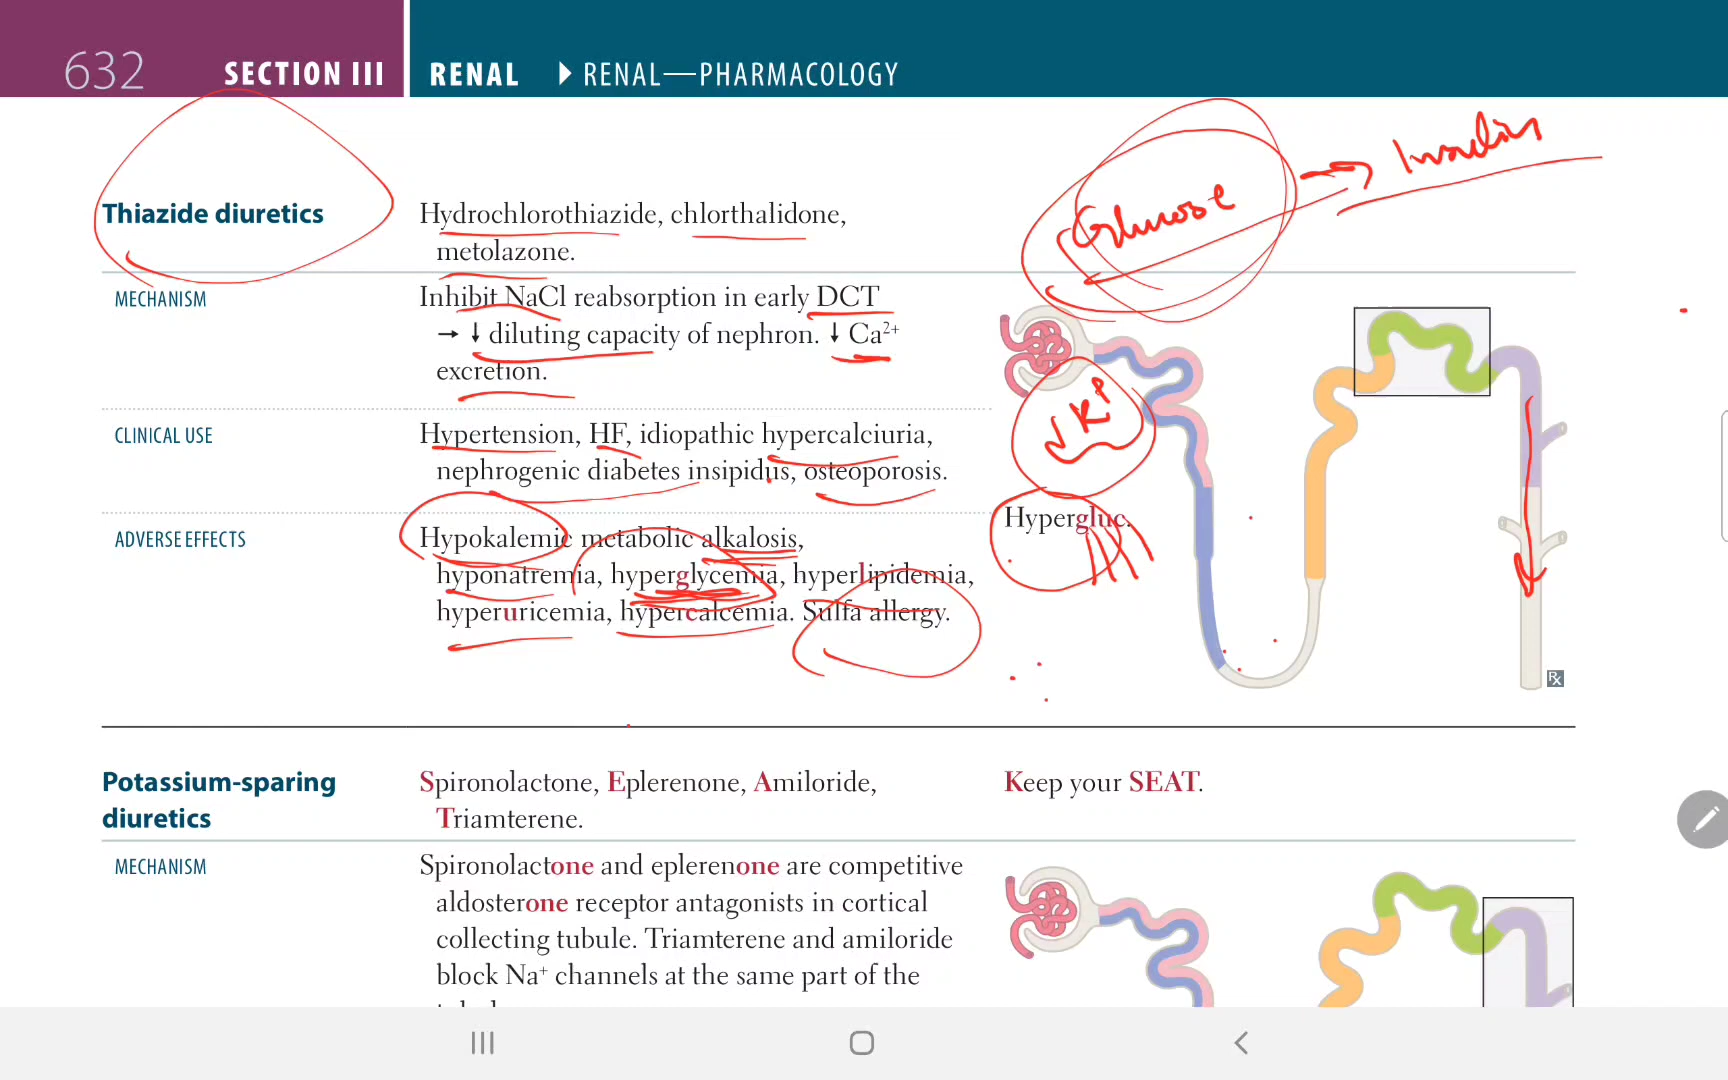 632 SECTION III RENAL ▶ RENAL—PHARMACOLOGY
Glucose → Insulin
Thiazide diuretics
Hydrochlorothiazide, chlorthalidone,
metolazone.
MECHANISM
Inhibit NaCl reabsorption in early DCT
→ ↓ diluting capacity of nephron. ↓ Ca²⁺
excretion.
CLINICAL USE
Hypertension, HF, idiopathic hypercalciuria,
nephrogenic diabetes insipidus, osteoporosis.
ADVERSE EFFECTS
Hypokalemic metabolic alkalosis,
hyponatremia, hyperglycemia, hyperlipidemia,
hyperuricemia, hypercalcemia. Sulfa allergy.
↓ K
Hypergluc.
Rx
Potassium-sparing
diuretics
Spironolactone, Eplerenone, Amiloride,
Triamterene.
Keep your SEAT.
MECHANISM
Spironolactone and eplerenone are competitive
aldosterone receptor antagonists in cortical
collecting tubule. Triamterene and amiloride
block Na⁺ channels at the same part of the